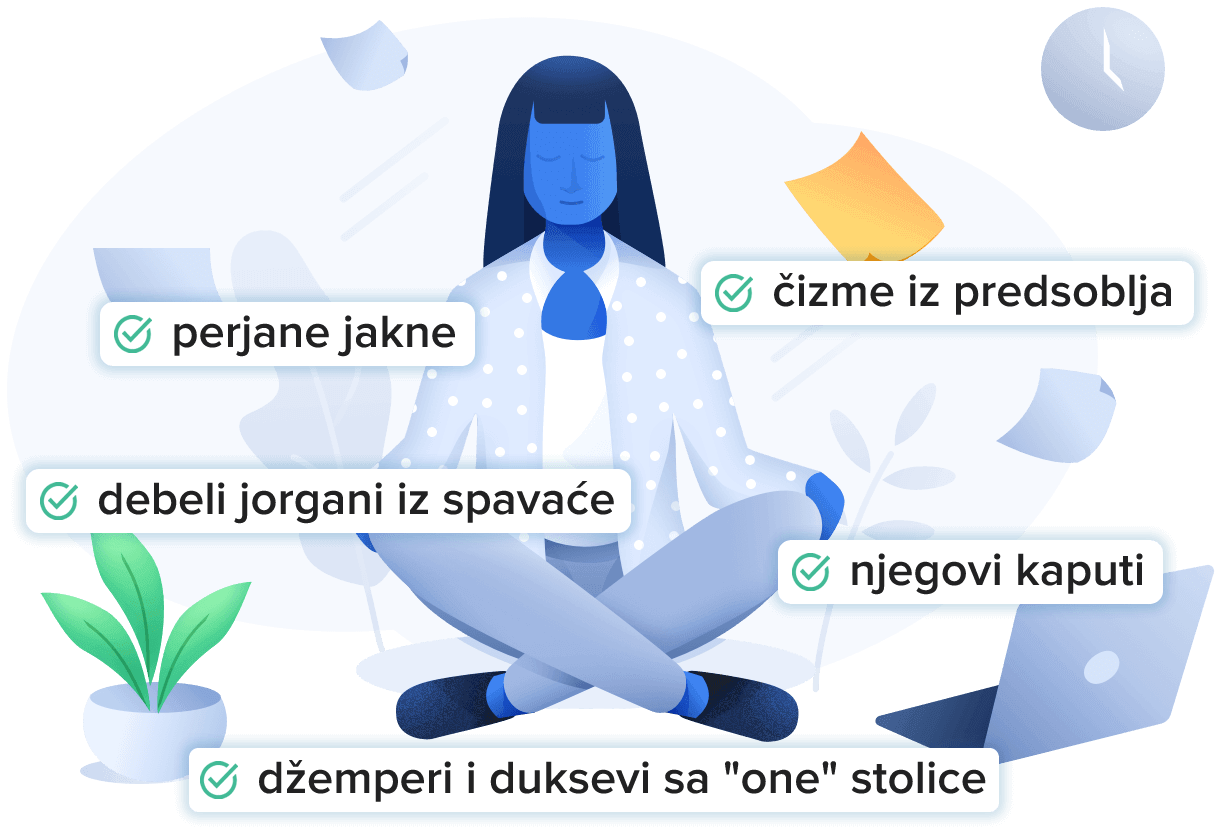 čizme iz predsoblja
perjane jakne
debeli jorgani iz spavaće
njegovi kaputi
džemperi i duksevi sa "one" stolice